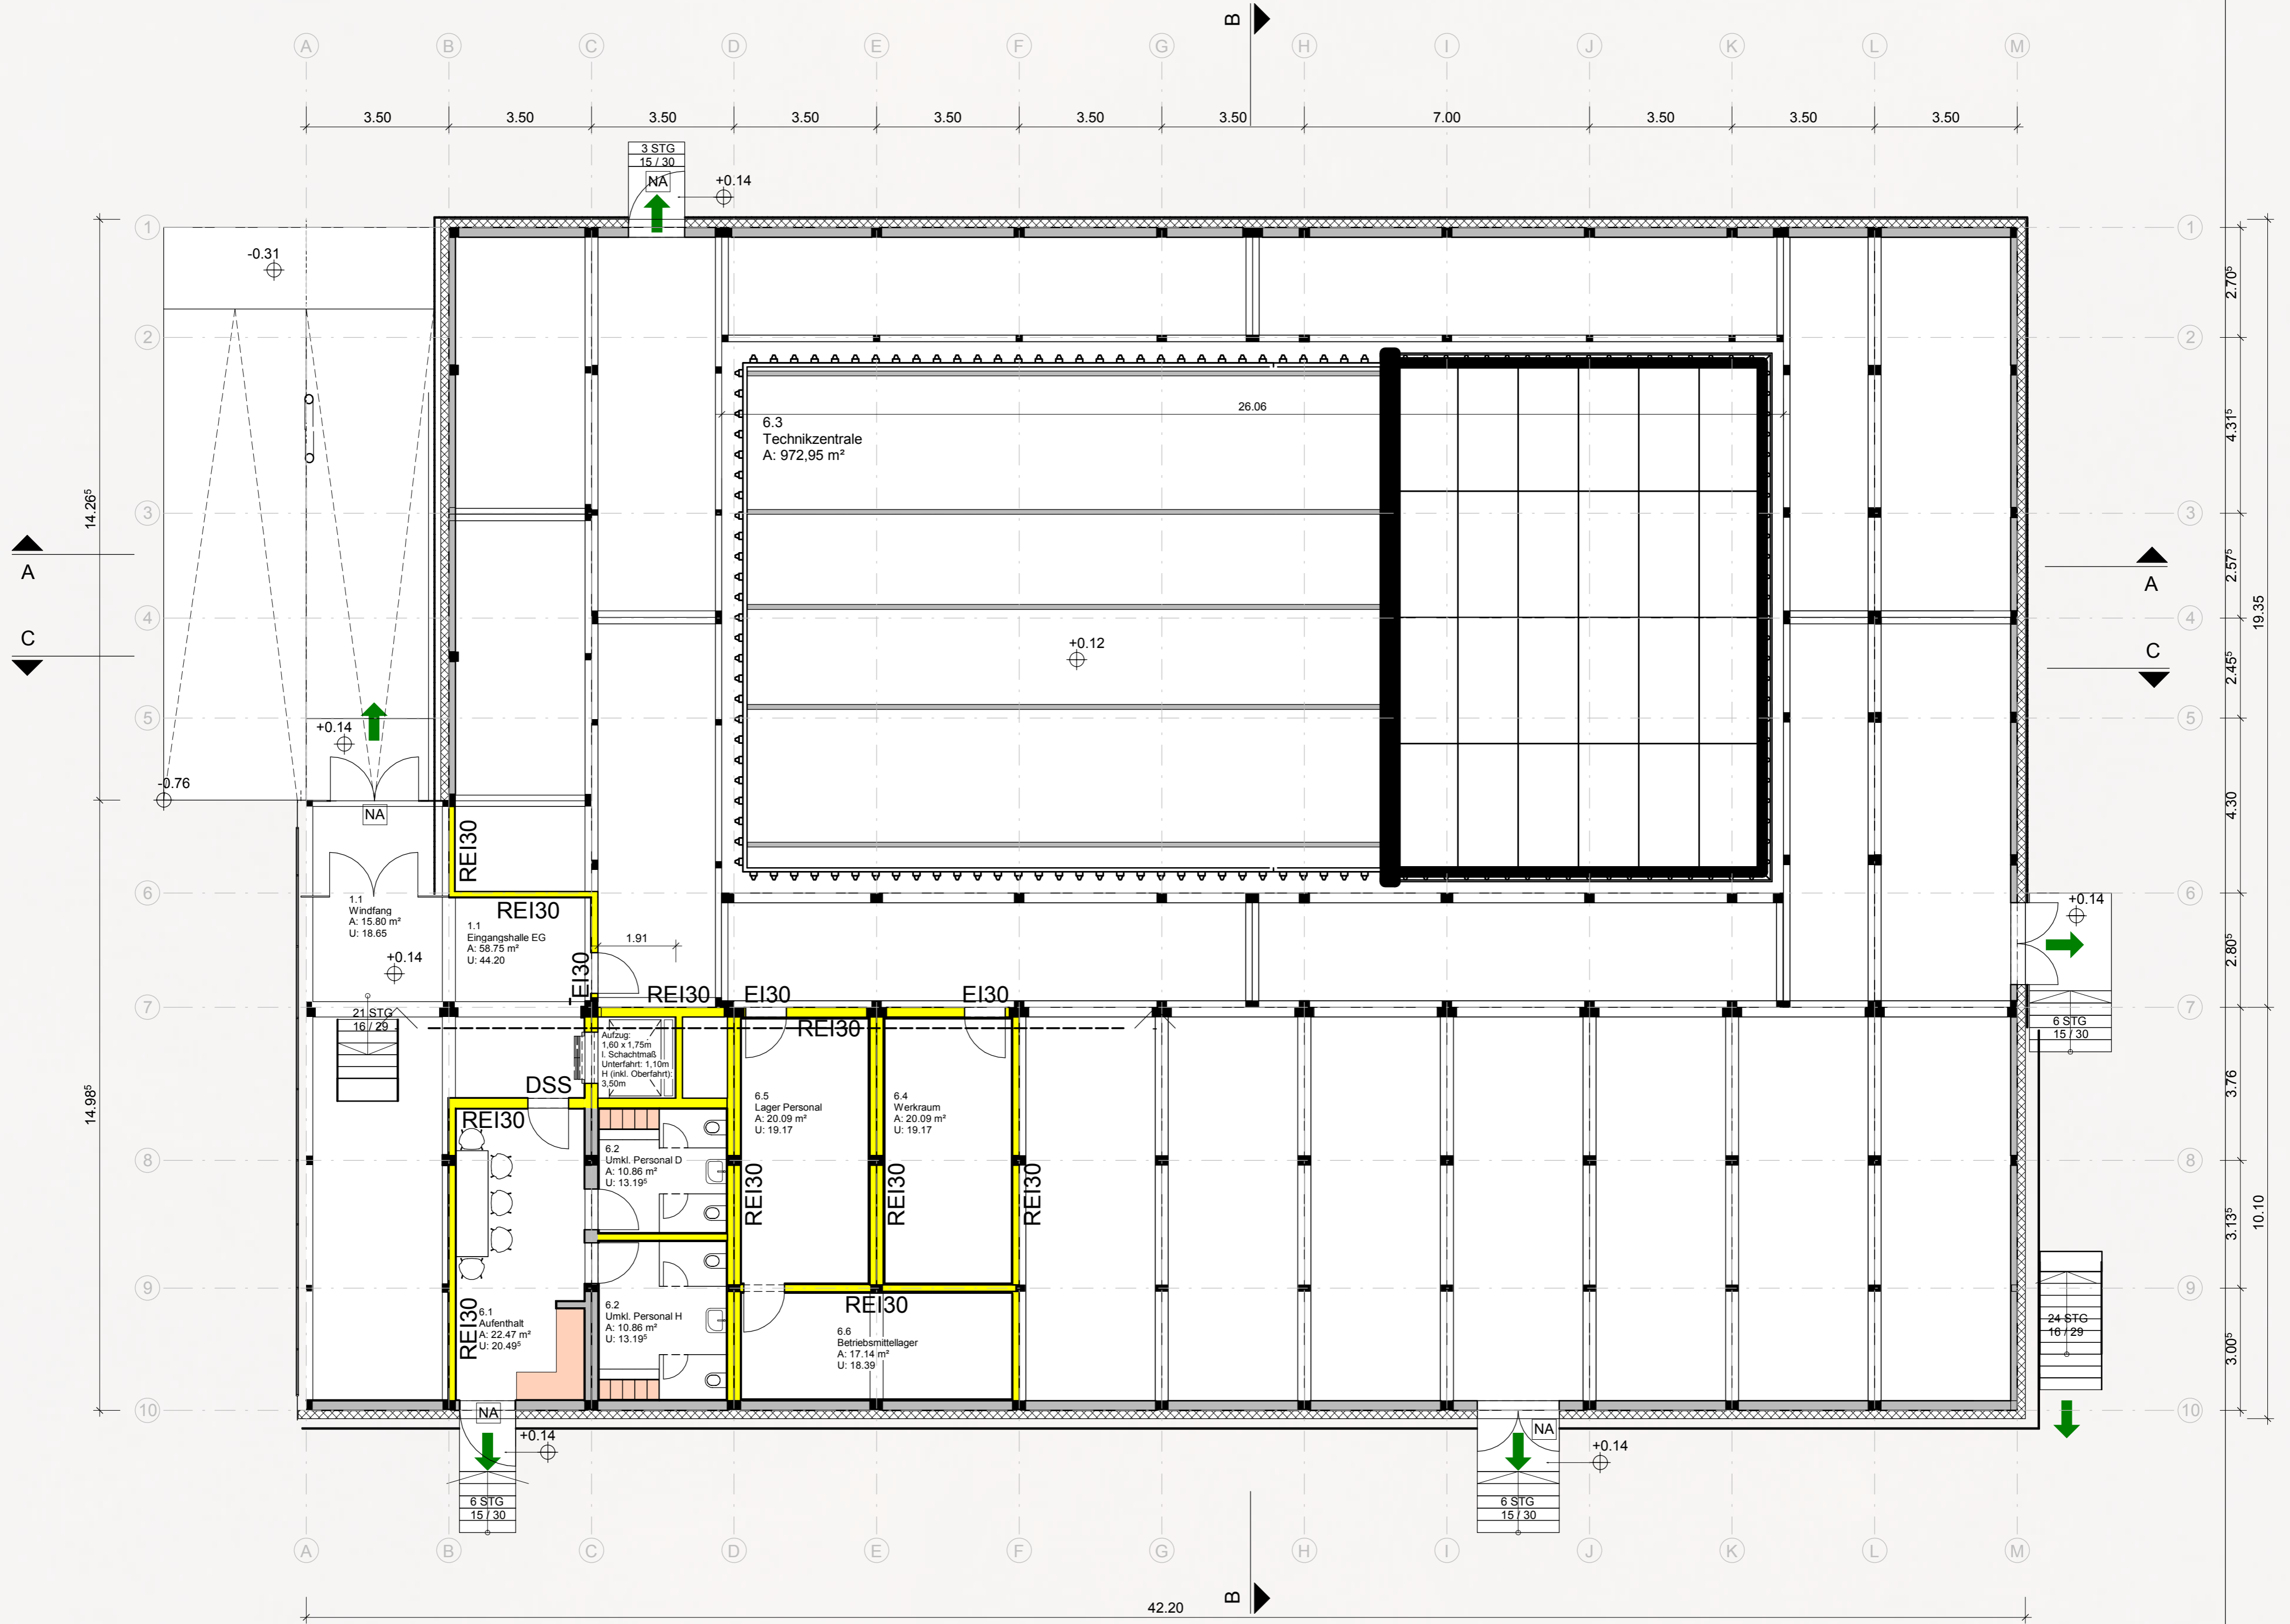 B
A B C D E F G H I J K L M
3.50 3.50 3.50 3.50 3.50 3.50 3.50 7.00 3.50 3.50 3.50
3 STG
15 / 30
NA
+0.14
1 1
-0.31
2.70⁵
2 2
26.06
6.3
Technikzentrale
A: 972,95 m²
4.31⁵
14.26⁵
3 3
A A
2.57⁵
19.35
4 4
C C
+0.12
2.45⁵
5 5
+0.14
-0.76
NA
4.30
REI30
6 6
1.1
Windfang
A: 15.80 m²
U: 18.65
REI30
1.1
Eingangshalle EG
A: 58.75 m²
U: 44.20
1.91
+0.14
+0.14
2.80⁵
EI30
REI30
EI30
EI30
7 7
21 STG
16 / 29
REI30
6 STG
15 / 30
Aufzug:
1,60 x 1,75m
l. Schachtmaß
Unterfahrt: 1,10m
H (inkl. Oberfahrt):
3,50m
DSS
3.76
14.98⁵
REI30
6.5
Lager Personal
A: 20.09 m²
U: 19.17
6.4
Werkraum
A: 20.09 m²
U: 19.17
8 8
6.2
Umkl. Personal D
A: 10.86 m²
U: 13.19⁵
REI30
REI30
REI30
3.13⁵
10.10
9 9
REI30
6.1
Aufenthalt
A: 22.47 m²
U: 20.49⁵
6.2
Umkl. Personal H
A: 10.86 m²
U: 13.19⁵
REI30
6.6
Betriebsmittellager
A: 17.14 m²
U: 18.39
24 STG
16 / 29
3.00⁵
10 10
NA
+0.14
NA
+0.14
6 STG
15 / 30
6 STG
15 / 30
A B C D E F G H I J K L M
B
42.20